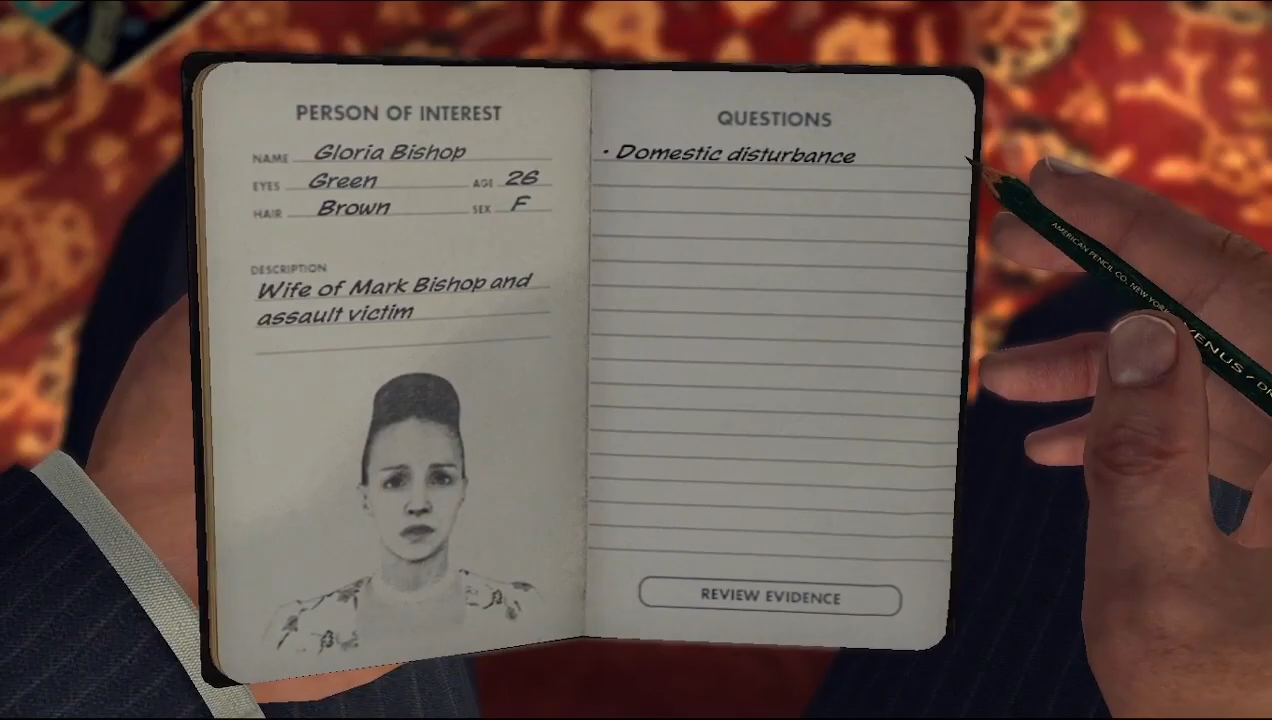 PERSON OF INTEREST
NAME Gloria Bishop
EYES Green AGE 26
HAIR Brown SEX F
DESCRIPTION
Wife of Mark Bishop and
assault victim
QUESTIONS
· Domestic disturbance
REVIEW EVIDENCE
AMERICAN PENCIL CO. NEW YORK
VENUS / DR